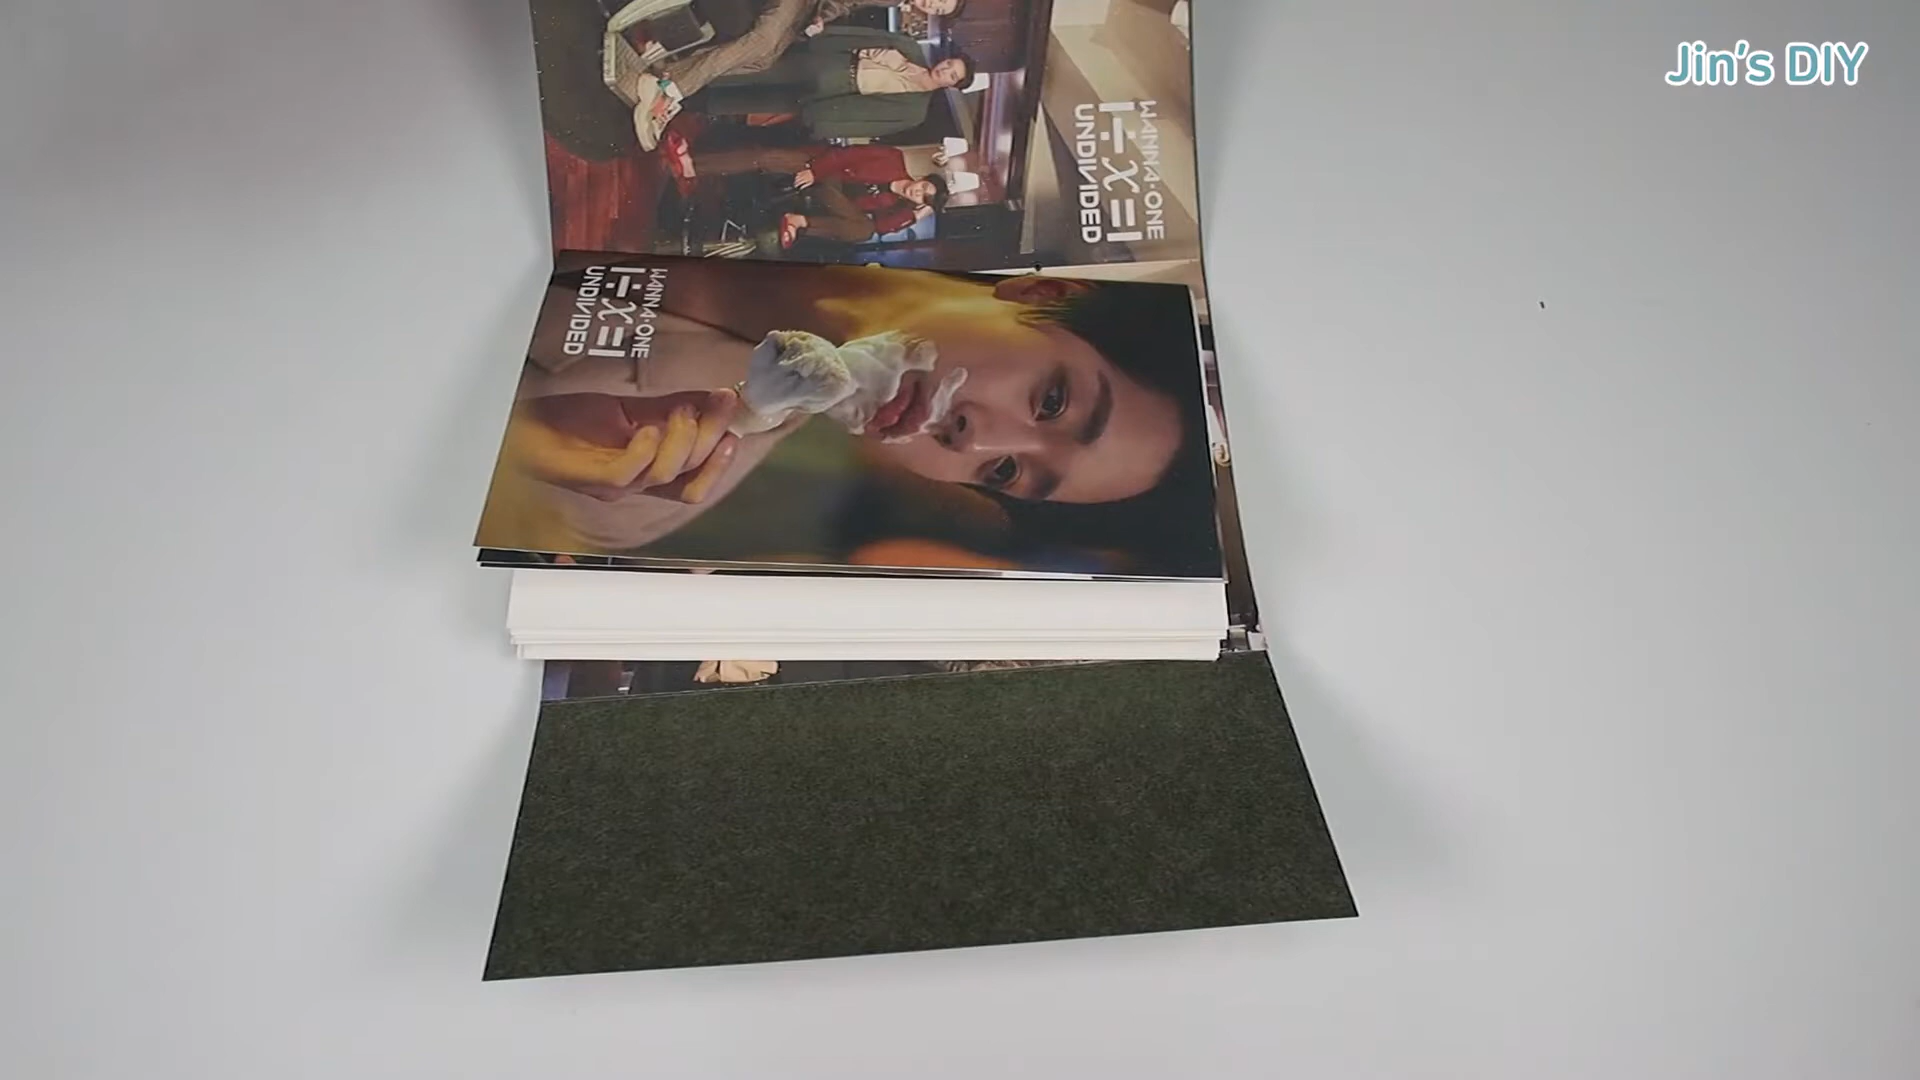 Jin's DIY
WANNA·ONE
1÷x=1
UNDIVIDED
WANNA·ONE
1÷x=1
UNDIVIDED